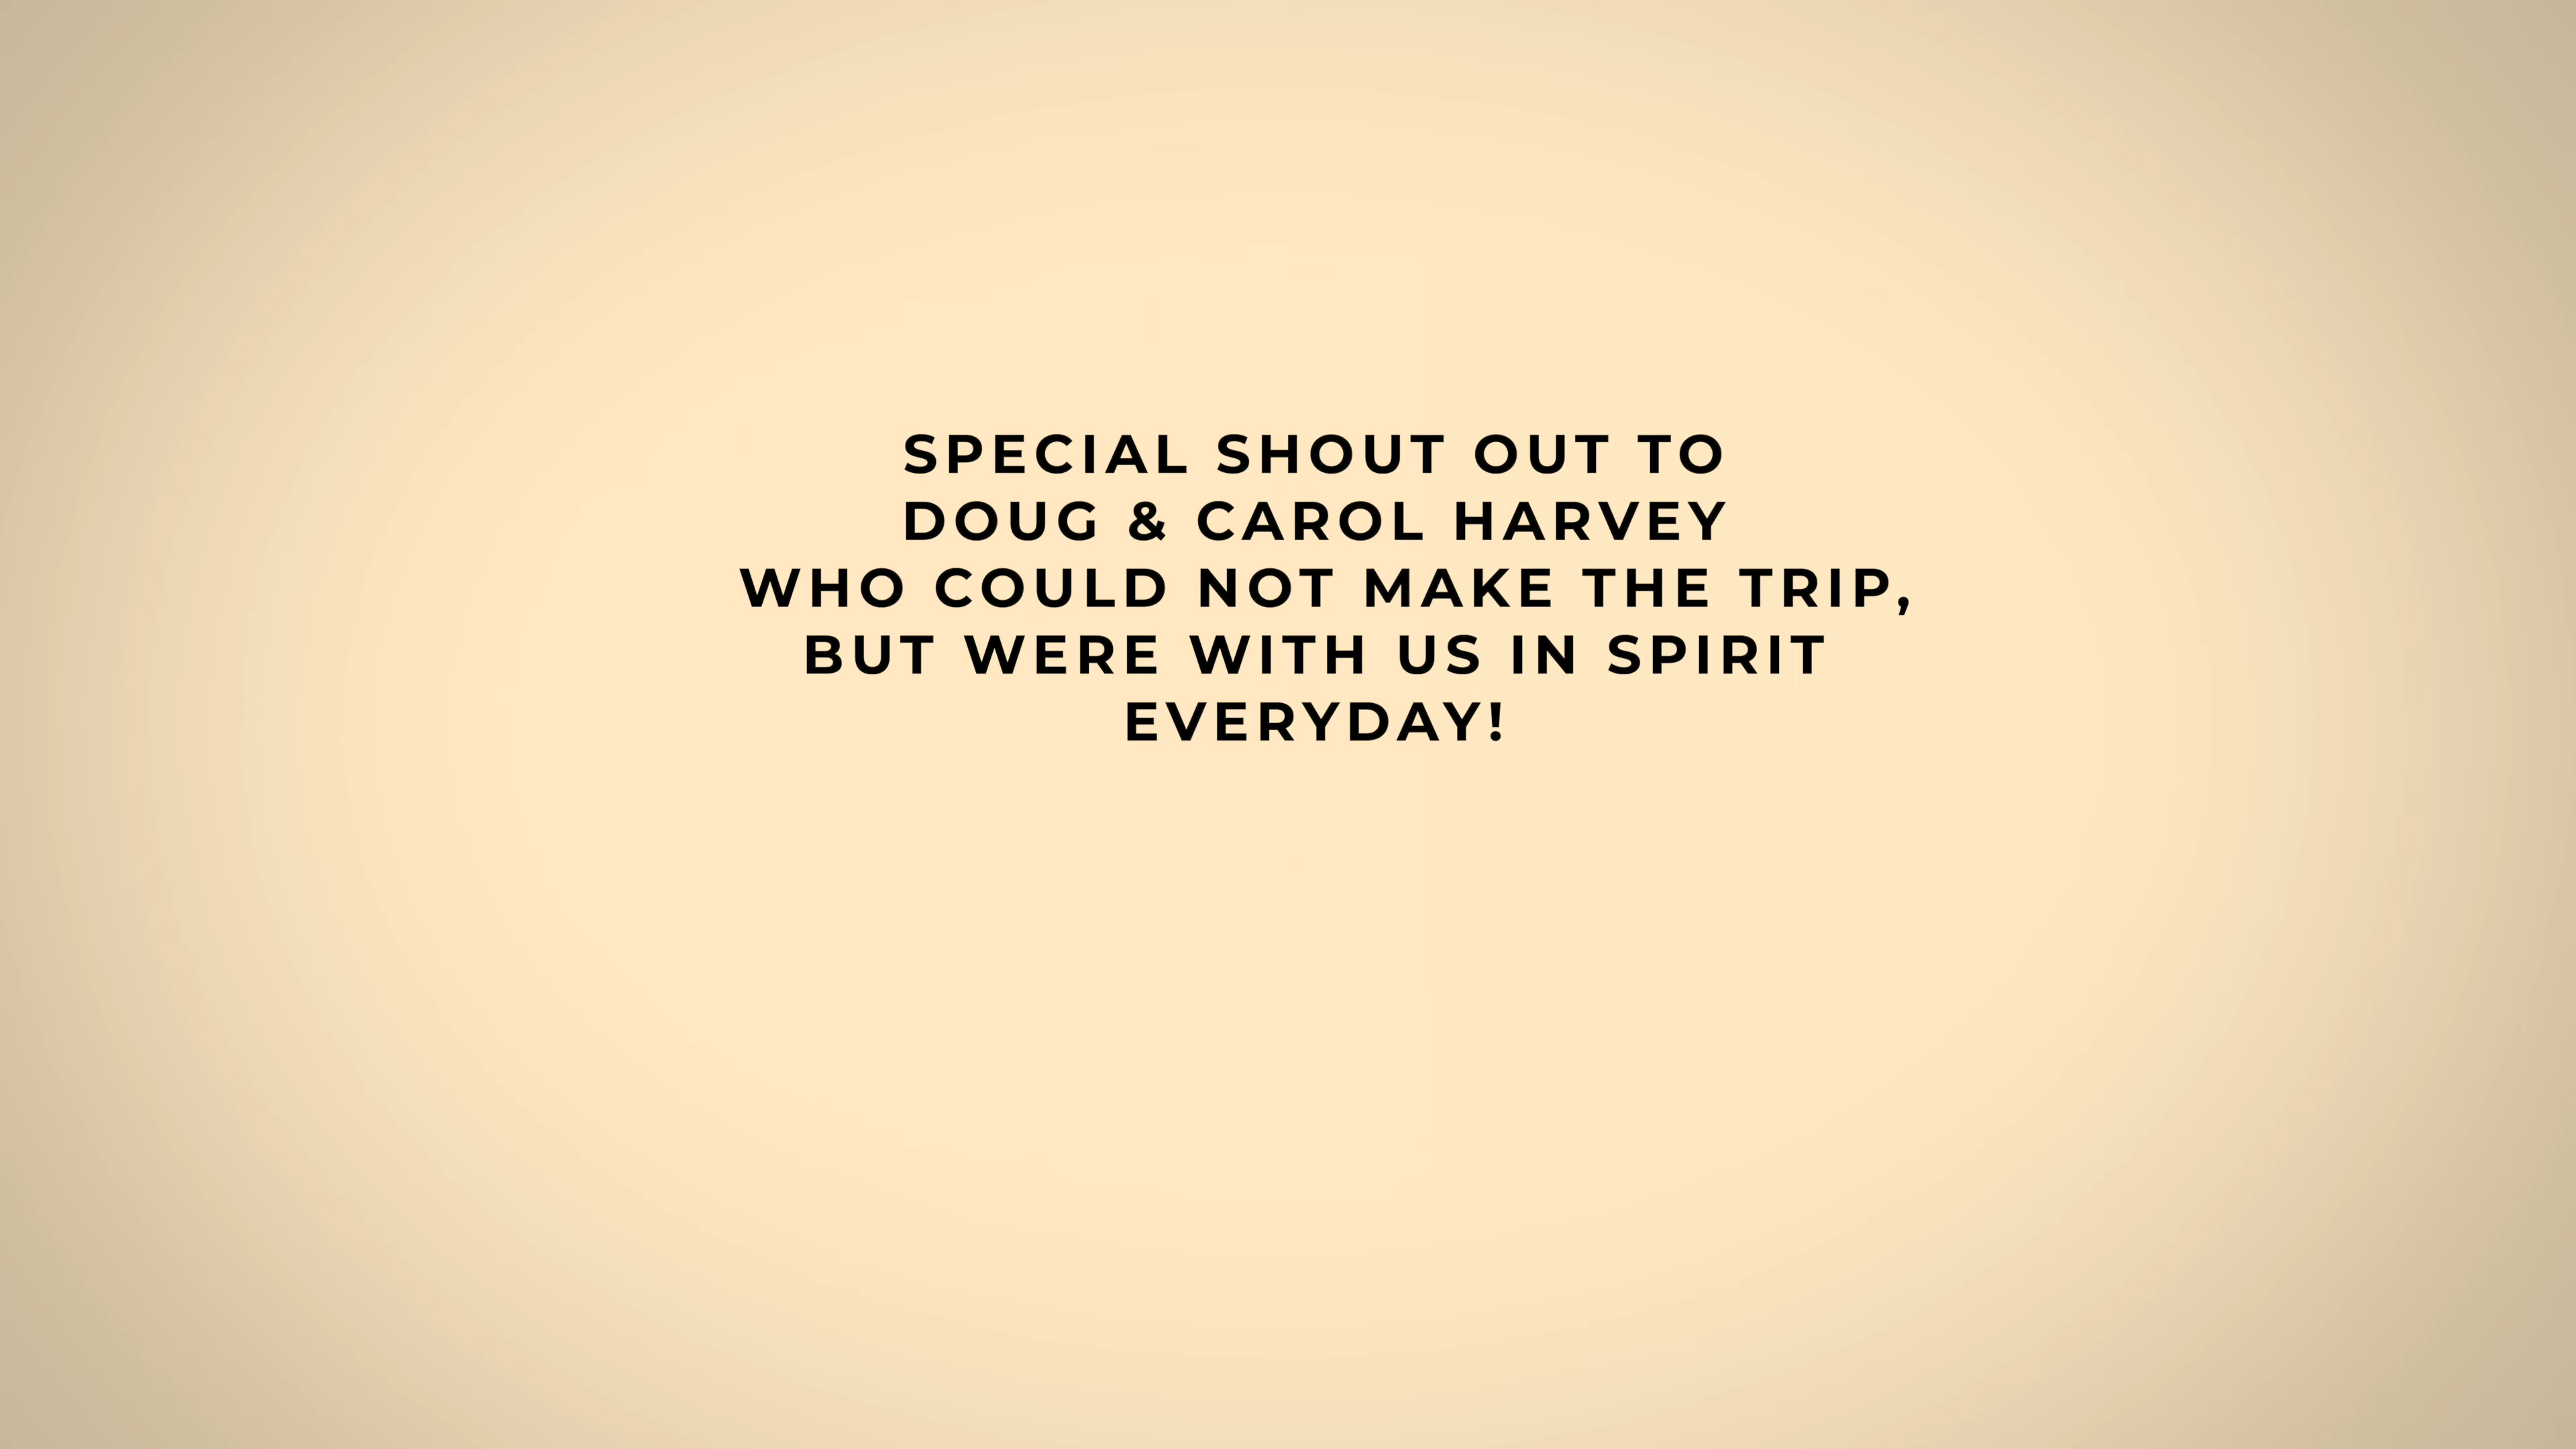 SPECIAL SHOUT OUT TO
DOUG & CAROL HARVEY
WHO COULD NOT MAKE THE TRIP,
BUT WERE WITH US IN SPIRIT
EVERYDAY!